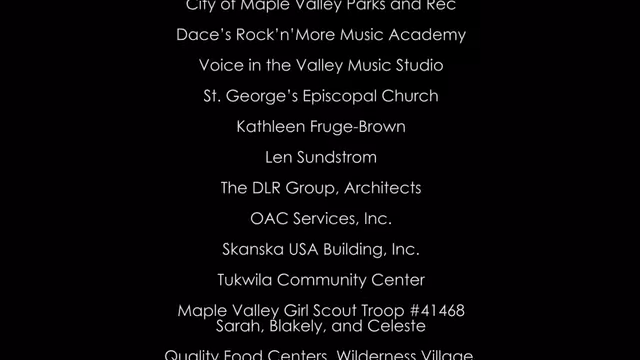 City of Maple Valley Parks and Rec
Dace's Rock'n'More Music Academy
Voice in the Valley Music Studio
St. George's Episcopal Church
Kathleen Fruge-Brown
Len Sundstrom
The DLR Group, Architects
OAC Services, Inc.
Skanska USA Building, Inc.
Tukwila Community Center
Maple Valley Girl Scout Troop #41468
Sarah, Blakely, and Celeste
Quality Food Centers, Wilderness Village